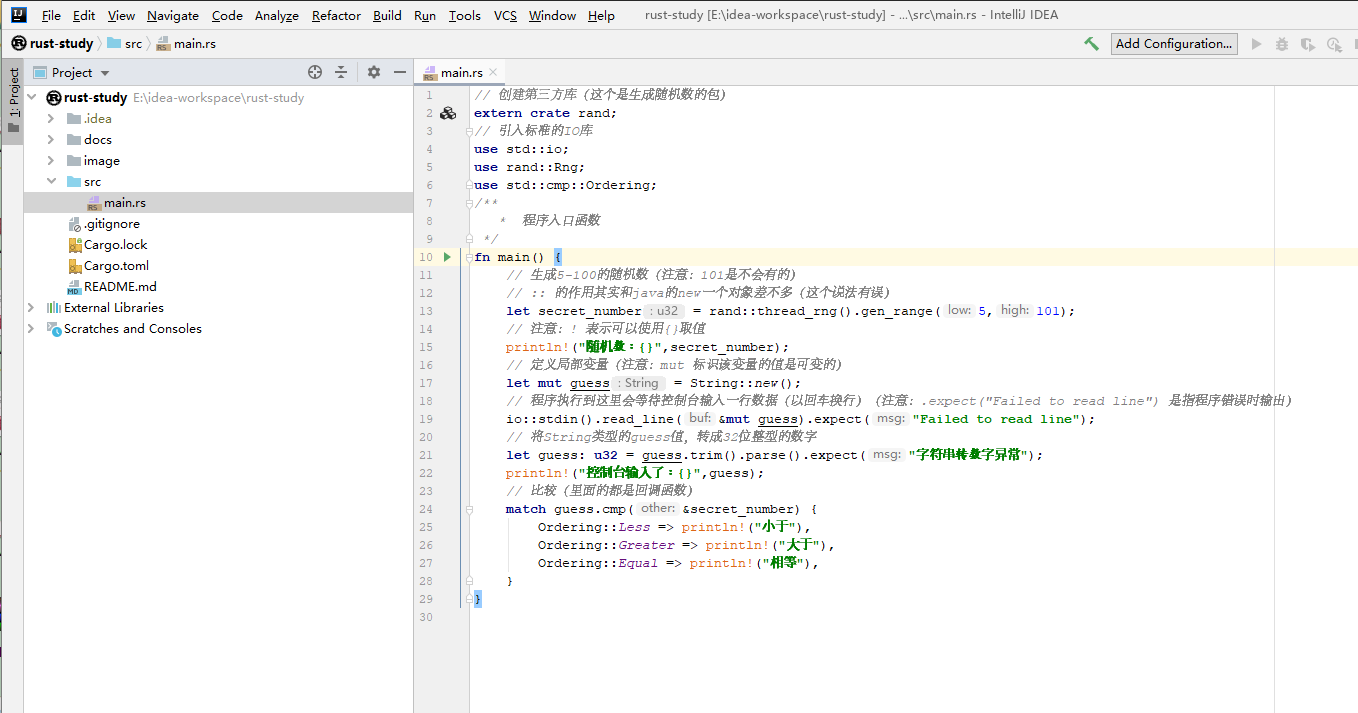 File Edit View Navigate Code Analyze Refactor Build Run Tools VCS Window Help rust-study [E:\idea-workspace\rust-study] - ...\src\main.rs - IntelliJ IDEA
rust-study src main.rs Add Configuration...
1: Project
Project
rust-study E:\idea-workspace\rust-study
.idea
docs
image
src
main.rs
.gitignore
Cargo.lock
Cargo.toml
README.md
External Libraries
Scratches and Consoles
main.rs
1 // 创建第三方库 (这个是生成随机数的包)
2 extern crate rand;
3 // 引入标准的IO库
4 use std::io;
5 use rand::Rng;
6 use std::cmp::Ordering;
7 /**
8 * 程序入口函数
9 */
10 fn main() {
11 // 生成5-100的随机数 (注意: 101是不会有的)
12 // :: 的作用其实和java的new一个对象差不多 (这个说法有误)
13 let secret_number : u32 = rand::thread_rng().gen_range( low: 5, high: 101);
14 // 注意: ! 表示可以使用{}取值
15 println!("随机数：{}",secret_number);
16 // 定义局部变量 (注意: mut 标识该变量的值是可变的)
17 let mut guess : String = String::new();
18 // 程序执行到这里会等待控制台输入一行数据 (以回车换行) (注意: .expect("Failed to read line") 是指程序错误时输出)
19 io::stdin().read_line( buf: &mut guess).expect( msg: "Failed to read line");
20 // 将String类型的guess值, 转成32位整型的数字
21 let guess: u32 = guess.trim().parse().expect( msg: "字符串转数字异常");
22 println!("控制台输入了：{}",guess);
23 // 比较 (里面的都是回调函数)
24 match guess.cmp( other: &secret_number) {
25 Ordering::Less => println!("小于"),
26 Ordering::Greater => println!("大于"),
27 Ordering::Equal => println!("相等"),
28 }
29 }
30